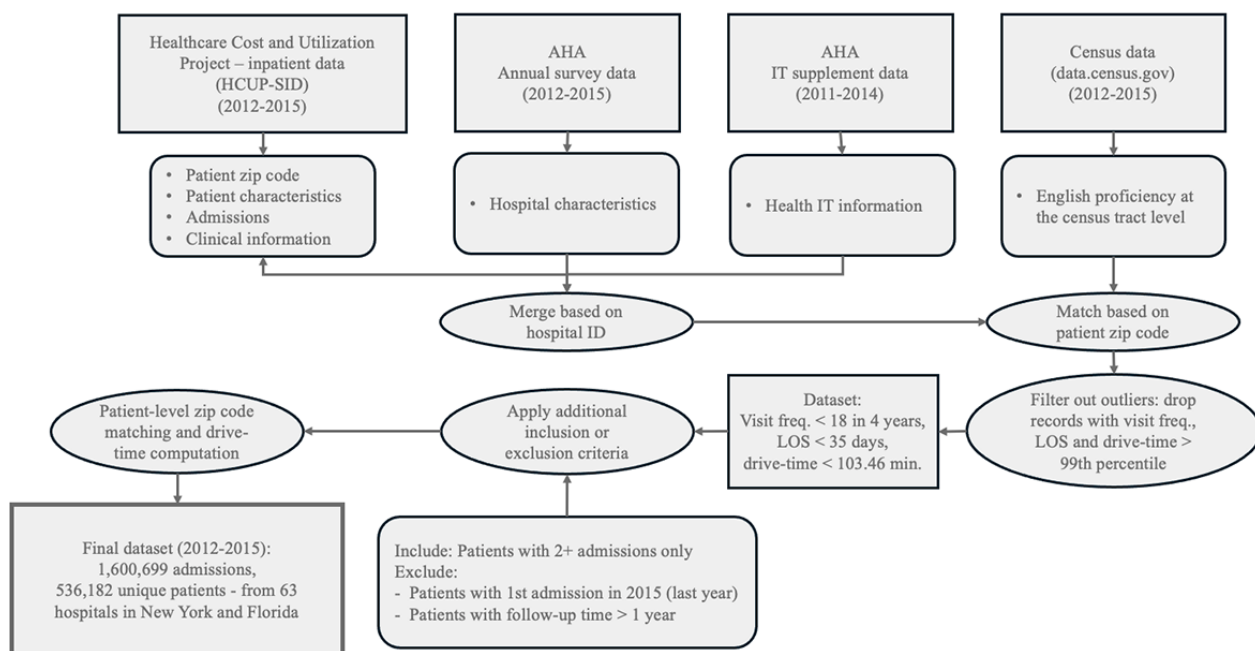 Healthcare Cost and Utilization
Project – inpatient data
(HCUP-SID)
(2012-2015)
AHA
Annual survey data
(2012-2015)
AHA
IT supplement data
(2011-2014)
Census data
(data.census.gov)
(2012-2015)
• Patient zip code
• Patient characteristics
• Admissions
• Clinical information
• Hospital characteristics
• Health IT information
• English proficiency at
the census tract level
Merge based on
hospital ID
Match based on
patient zip code
Filter out outliers: drop
records with visit freq.,
LOS and drive-time >
99th percentile
Dataset:
Visit freq. < 18 in 4 years,
LOS < 35 days,
drive-time < 103.46 min.
Apply additional
inclusion or
exclusion criteria
Include: Patients with 2+ admissions only
Exclude:
- Patients with 1st admission in 2015 (last year)
- Patients with follow-up time > 1 year
Patient-level zip code
matching and drive-
time computation
Final dataset (2012-2015):
1,600,699 admissions,
536,182 unique patients - from 63
hospitals in New York and Florida